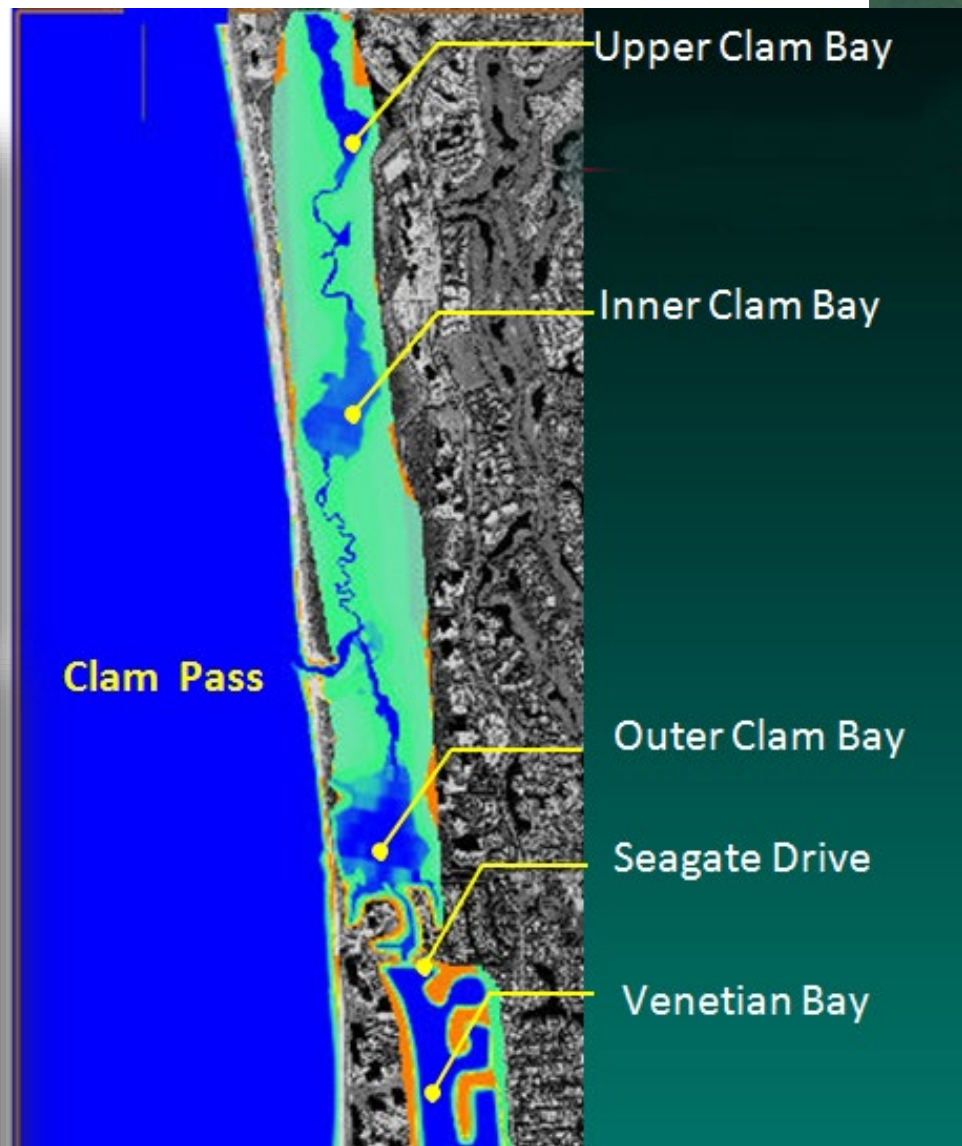 Upper Clam Bay
Inner Clam Bay
Clam Pass
Outer Clam Bay
Seagate Drive
Venetian Bay